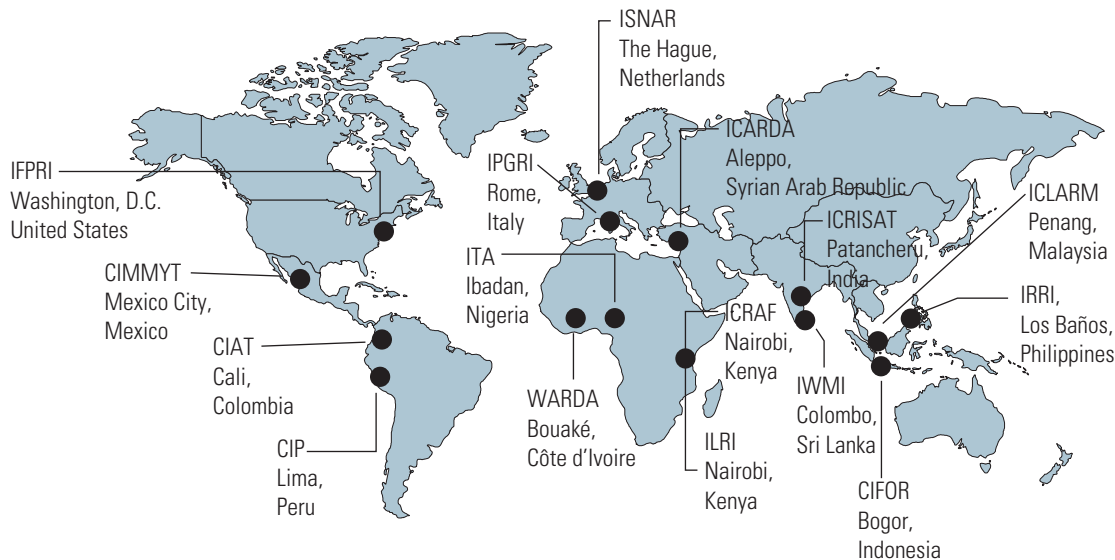 ISNAR
The Hague,
Netherlands
ICARDA
Aleppo,
Syrian Arab Republic
IPGRI
Rome,
Italy
IFPRI
Washington, D.C.
United States
ICLARM
Penang,
Malaysia
ICRISAT
Patancheru,
India
CIMMYT
Mexico City,
Mexico
ITA
Ibadan,
Nigeria
IRRI,
Los Baños,
Philippines
ICRAF
Nairobi,
Kenya
CIAT
Cali,
Colombia
WARDA
Bouaké,
Côte d'Ivoire
IWMI
Colombo,
Sri Lanka
CIP
Lima,
Peru
ILRI
Nairobi,
Kenya
CIFOR
Bogor,
Indonesia